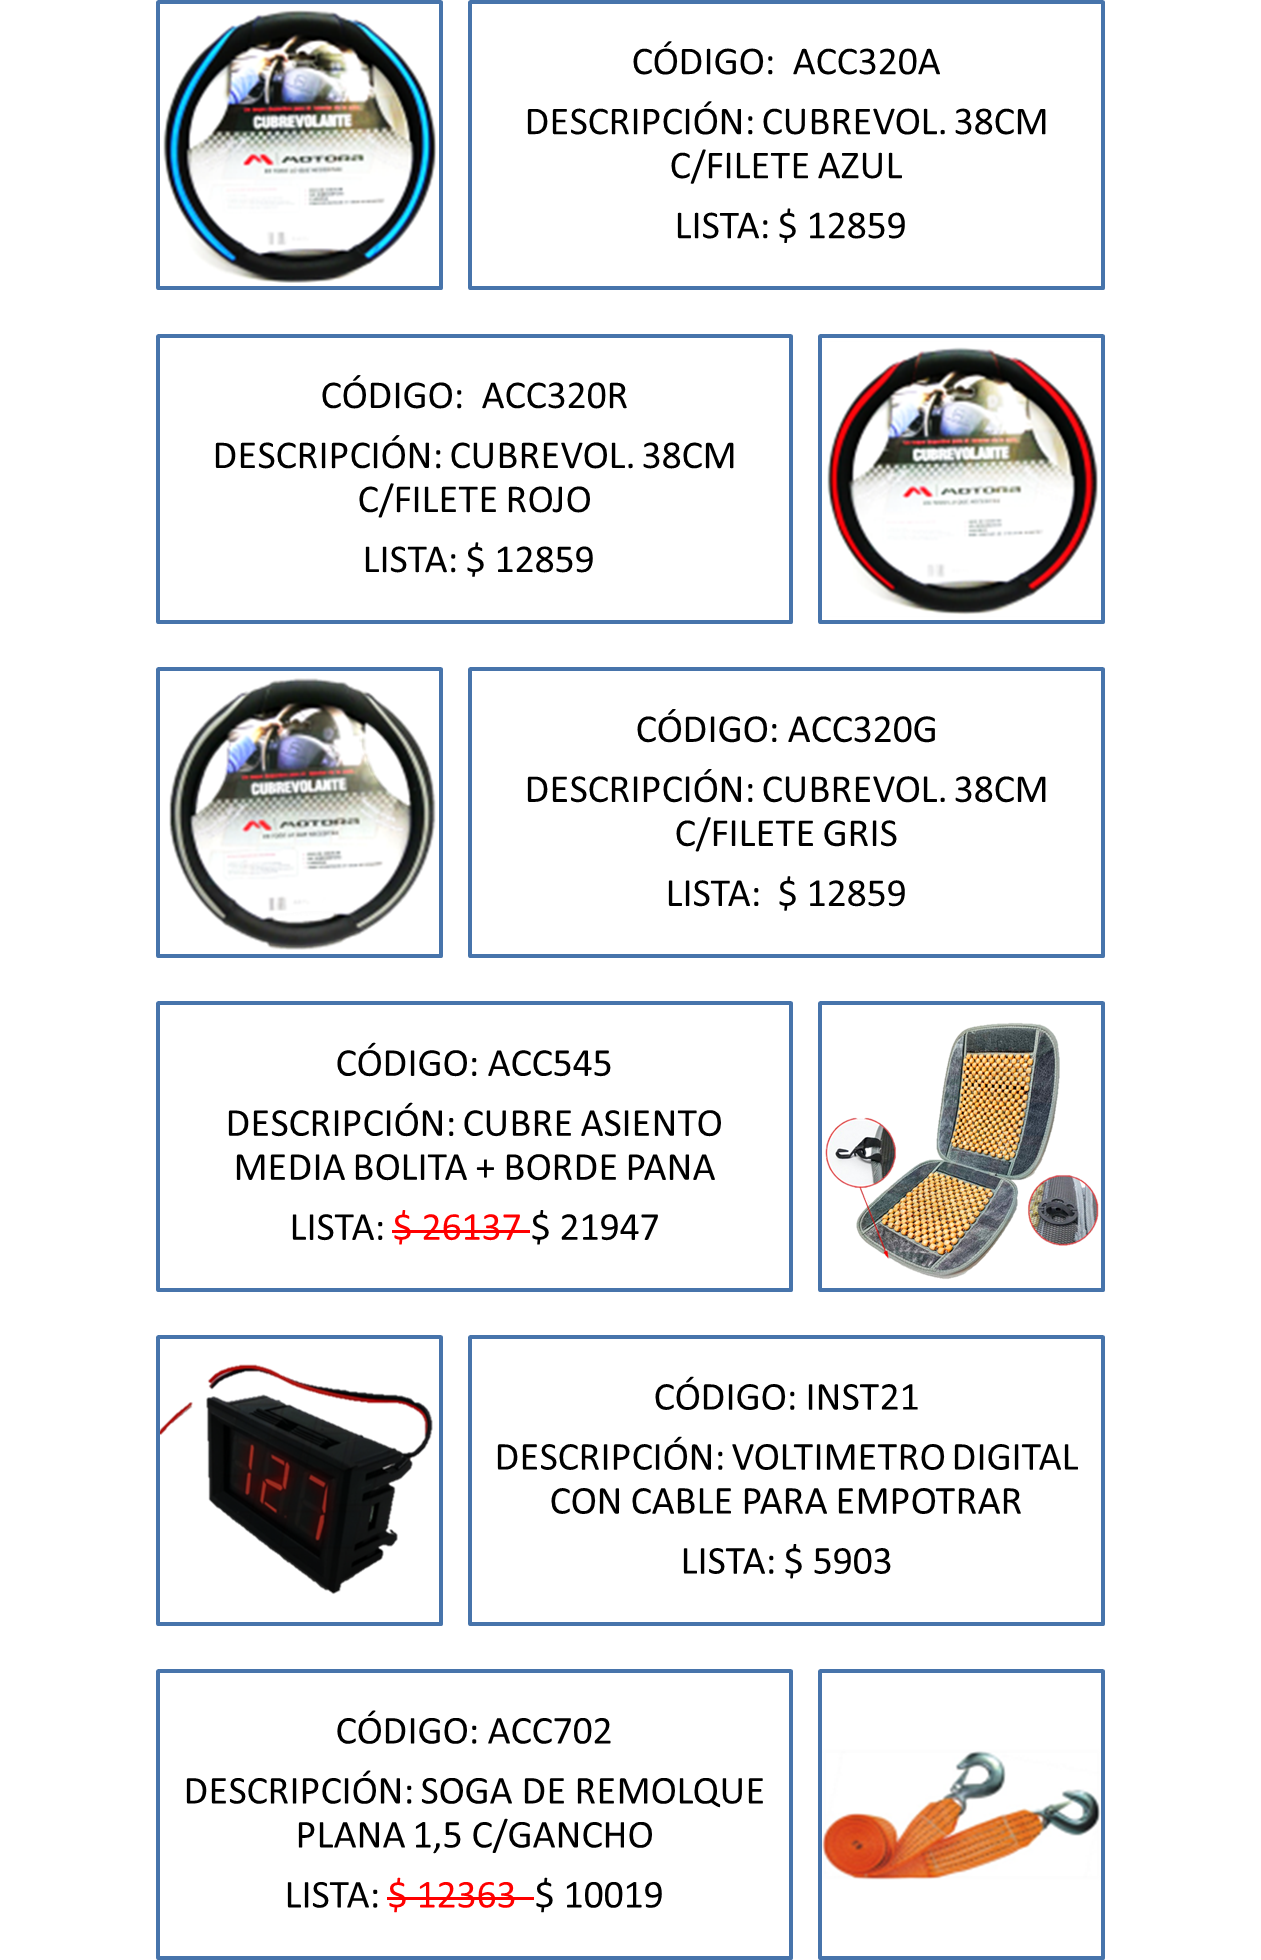 CUBREVOLANTE
MOTORA
CÓDIGO: ACC320A
DESCRIPCIÓN: CUBREVOL. 38CM
C/FILETE AZUL
LISTA: $ 12859
CÓDIGO: ACC320R
DESCRIPCIÓN: CUBREVOL. 38CM
C/FILETE ROJO
LISTA: $ 12859
CUBREVOLANTE
MOTORA
CUBREVOLANTE
MOTORA
CÓDIGO: ACC320G
DESCRIPCIÓN: CUBREVOL. 38CM
C/FILETE GRIS
LISTA: $ 12859
CÓDIGO: ACC545
DESCRIPCIÓN: CUBRE ASIENTO
MEDIA BOLITA + BORDE PANA
LISTA: $ 26137 $ 21947
127
CÓDIGO: INST21
DESCRIPCIÓN: VOLTIMETRO DIGITAL
CON CABLE PARA EMPOTRAR
LISTA: $ 5903
CÓDIGO: ACC702
DESCRIPCIÓN: SOGA DE REMOLQUE
PLANA 1,5 C/GANCHO
LISTA: $ 12363 $ 10019